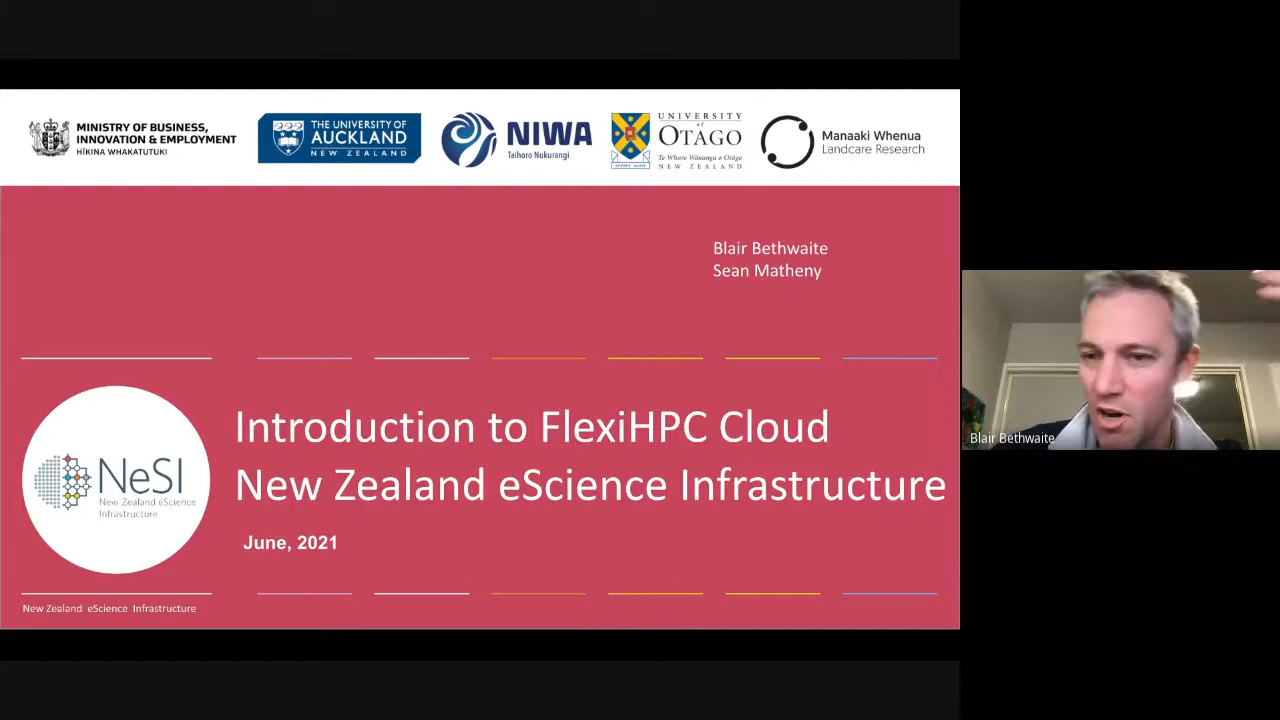 MINISTRY OF BUSINESS,
INNOVATION & EMPLOYMENT
HĪKINA WHAKATUTUKI
THE UNIVERSITY OF
AUCKLAND
NEW ZEALAND
NIWA
Taihoro Nukurangi
UNIVERSITY
of
OTAGO
Te Whare Wānanga o Otāgo
NEW ZEALAND
Manaaki Whenua
Landcare Research
Blair Bethwaite
Sean Matheny
Introduction to FlexiHPC Cloud
New Zealand eScience Infrastructure
June, 2021
NeSI
New Zealand eScience
Infrastructure
New Zealand eScience Infrastructure
Blair Bethwaite